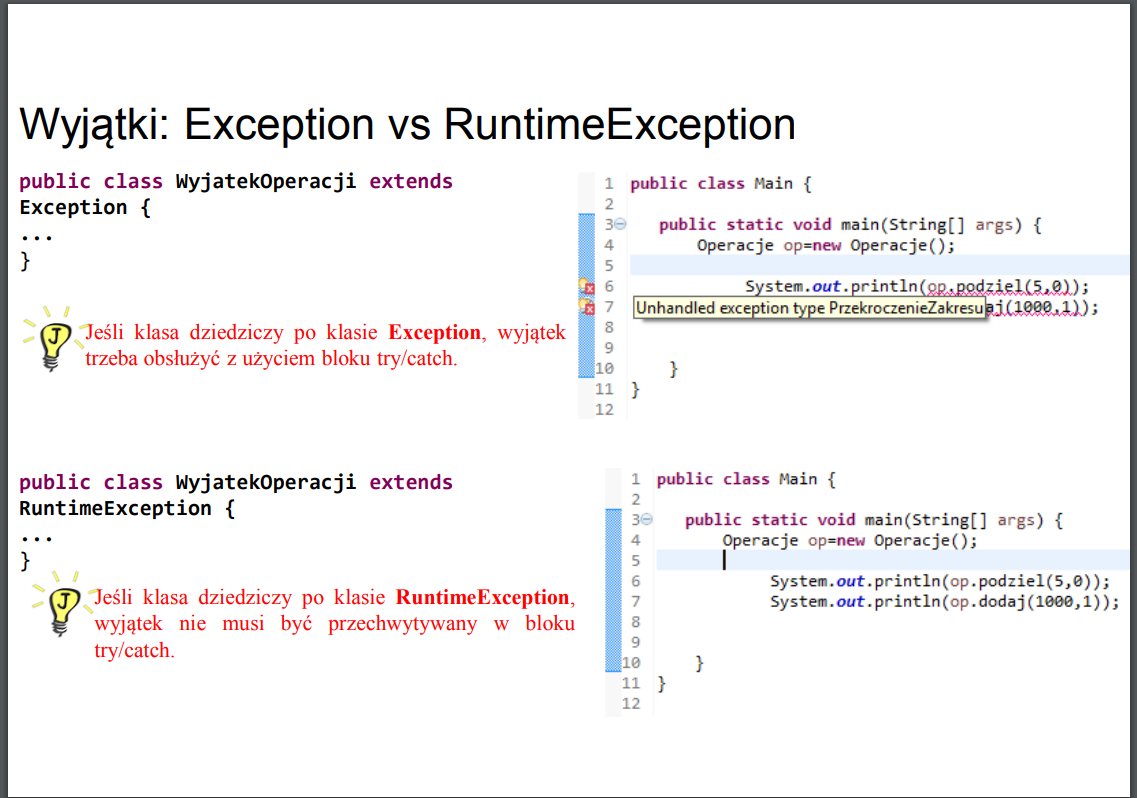 Wyjątki: Exception vs RuntimeException
public class WyjatekOperacji extends
Exception {
...
}
J
Jeśli klasa dziedziczy po klasie Exception, wyjątek
trzeba obsłużyć z użyciem bloku try/catch.
1 public class Main {
2
3 public static void main(String[] args) {
4 Operacje op=new Operacje();
5
6 System.out.println(op.podziel(5,0));
7 Unhandled exception type PrzekroczenieZakresu aj(1000,1));
8
9
10 }
11 }
12
public class WyjatekOperacji extends
RuntimeException {
...
}
J
Jeśli klasa dziedziczy po klasie RuntimeException,
wyjątek nie musi być przechwytywany w bloku
try/catch.
1 public class Main {
2
3 public static void main(String[] args) {
4 Operacje op=new Operacje();
5
6 System.out.println(op.podziel(5,0));
7 System.out.println(op.dodaj(1000,1));
8
9
10 }
11 }
12